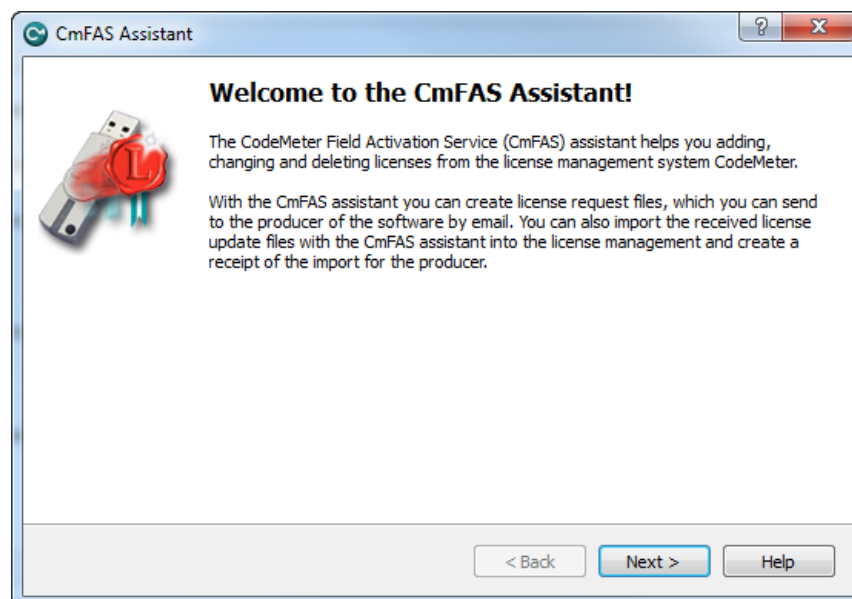 CmFAS Assistant
Welcome to the CmFAS Assistant!
The CodeMeter Field Activation Service (CmFAS) assistant helps you adding,
changing and deleting licenses from the license management system CodeMeter.
With the CmFAS assistant you can create license request files, which you can send
to the producer of the software by email. You can also import the received license
update files with the CmFAS assistant into the license management and create a
receipt of the import for the producer.
L
< Back
Next >
Help